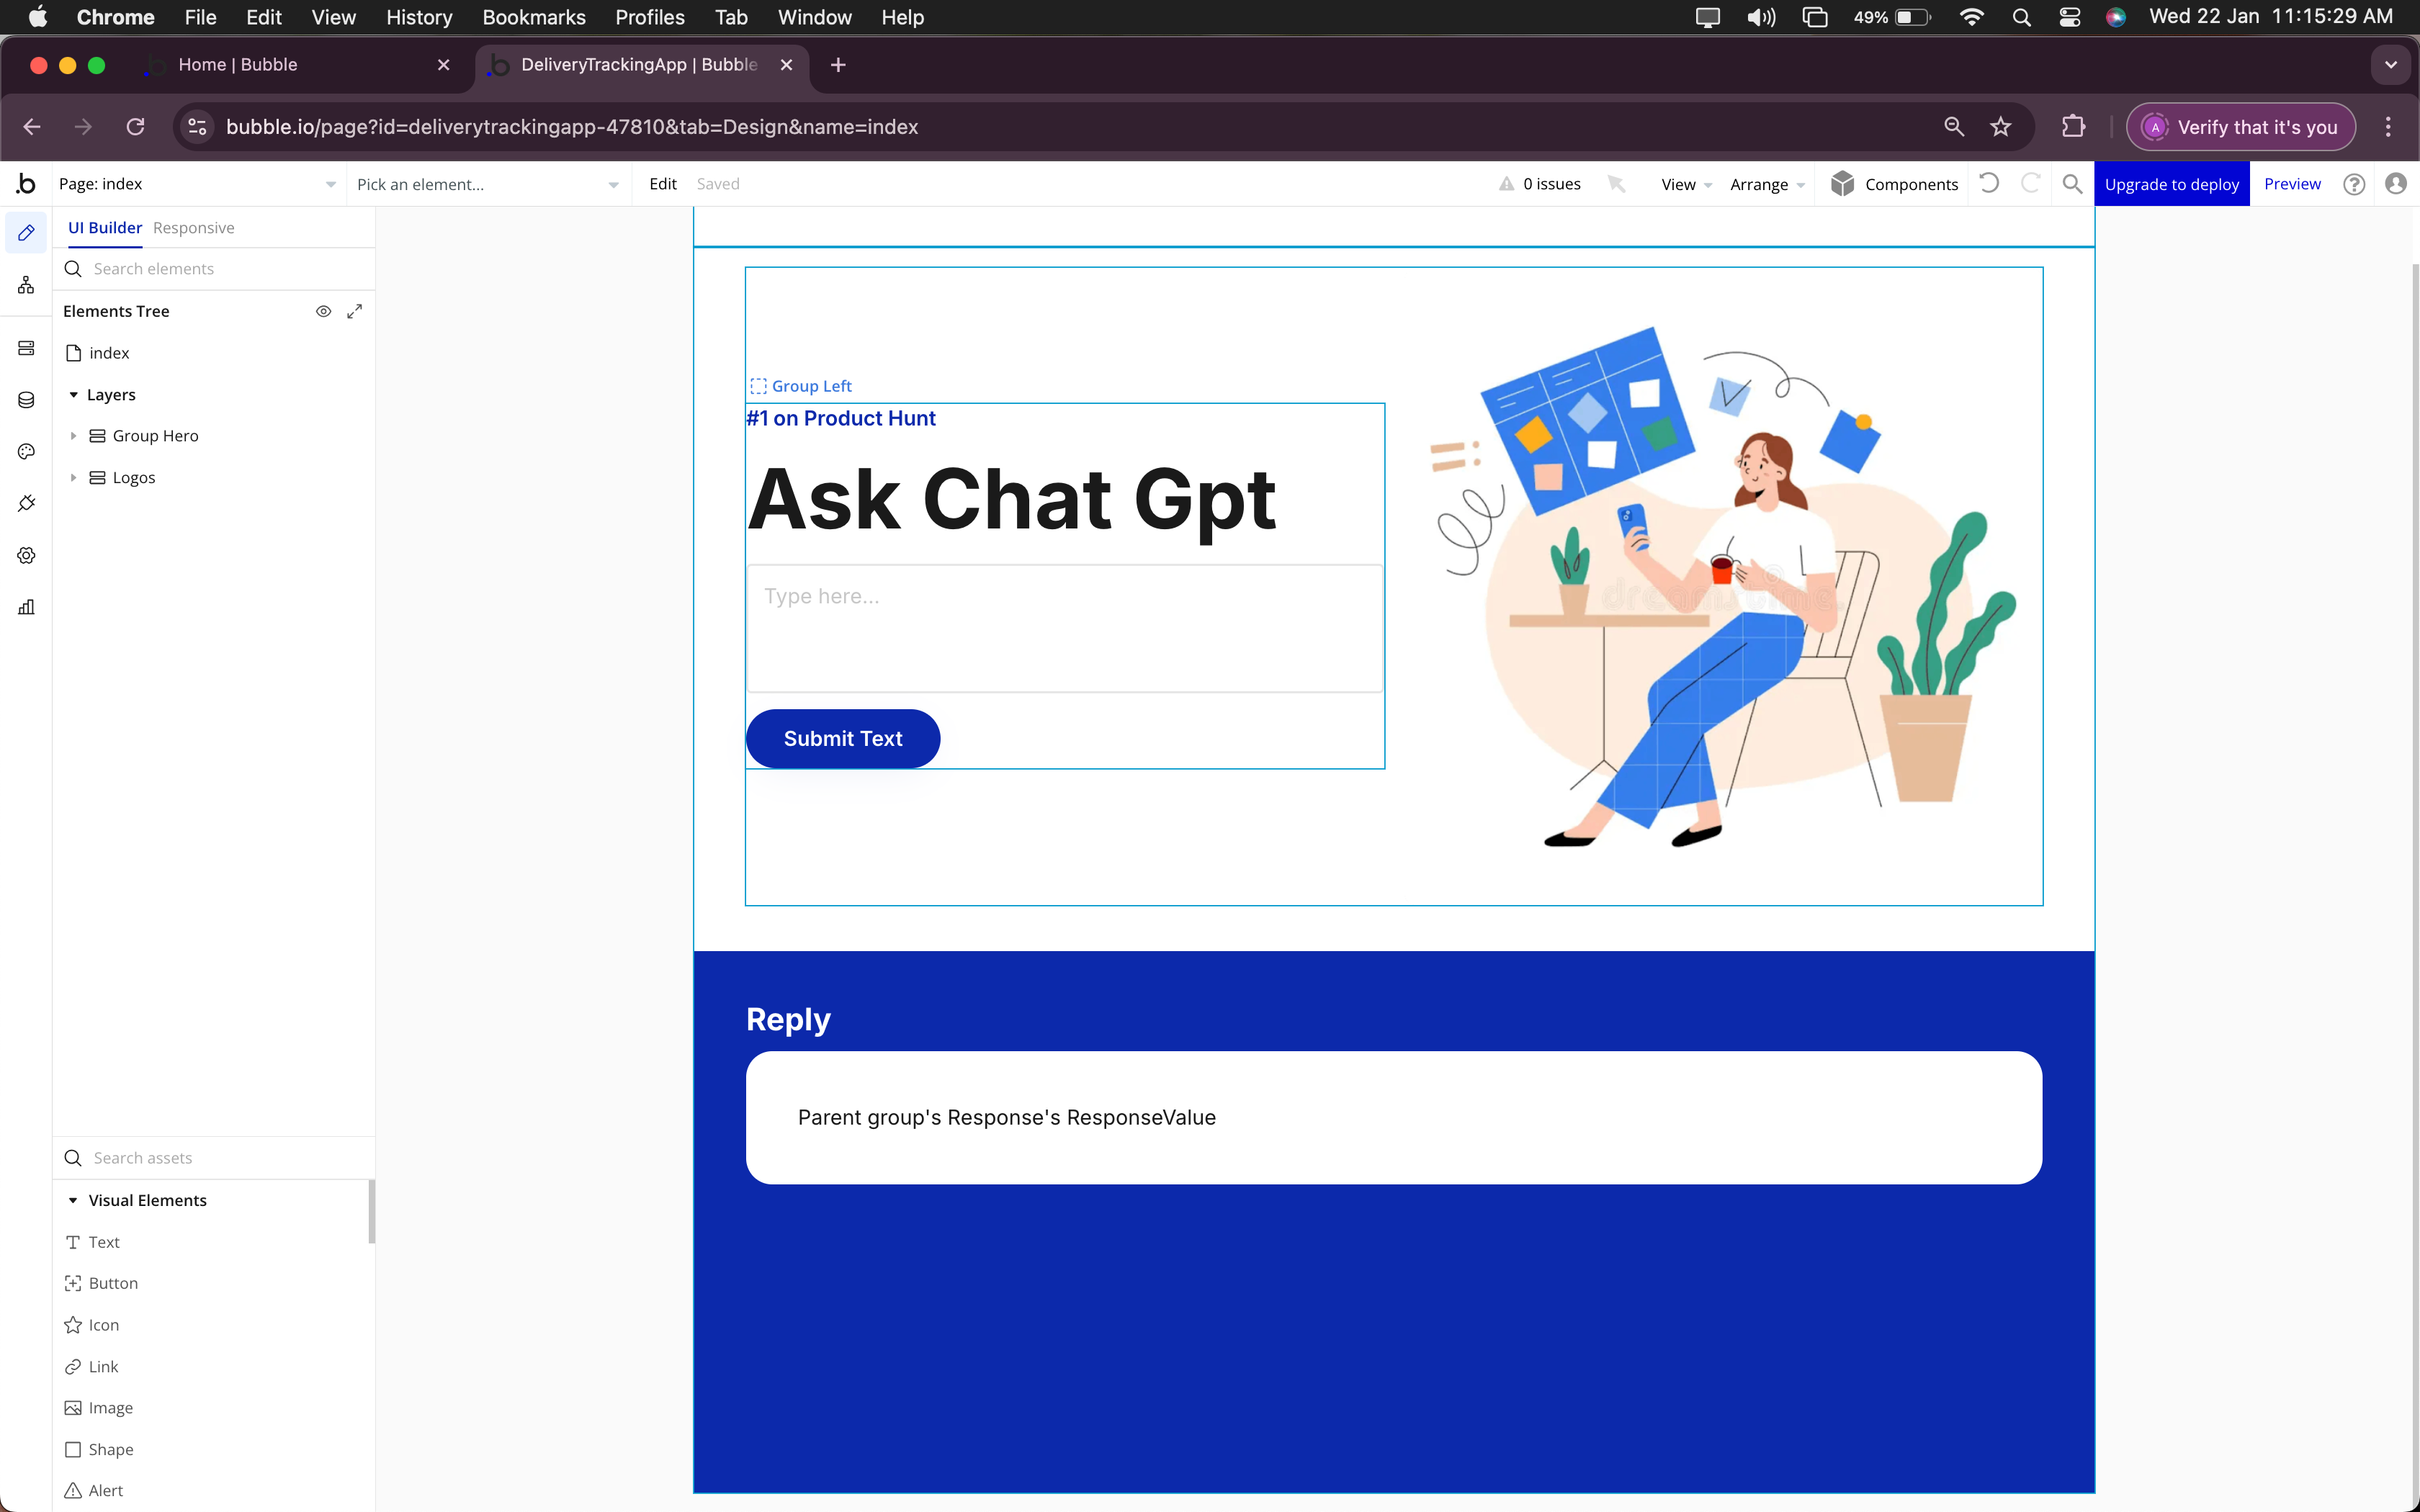 Chrome File Edit View History Bookmarks Profiles Tab Window Help 49% Wed 22 Jan 11:15:29 AM
Home | Bubble DeliveryTrackingApp | Bubble
bubble.io/page?id=deliverytrackingapp-47810&tab=Design&name=index A Verify that it's you
b Page: index Pick an element... Edit Saved 0 issues View Arrange Components Upgrade to deploy Preview ?
UI Builder Responsive
Search elements
Elements Tree
index
Layers
Group Hero
Logos
Search assets
Visual Elements
Text
Button
Icon
Link
Image
Shape
Alert
Group Left
#1 on Product Hunt
Ask Chat Gpt
Type here...
Submit Text
dreamstime.
Reply
Parent group's Response's ResponseValue